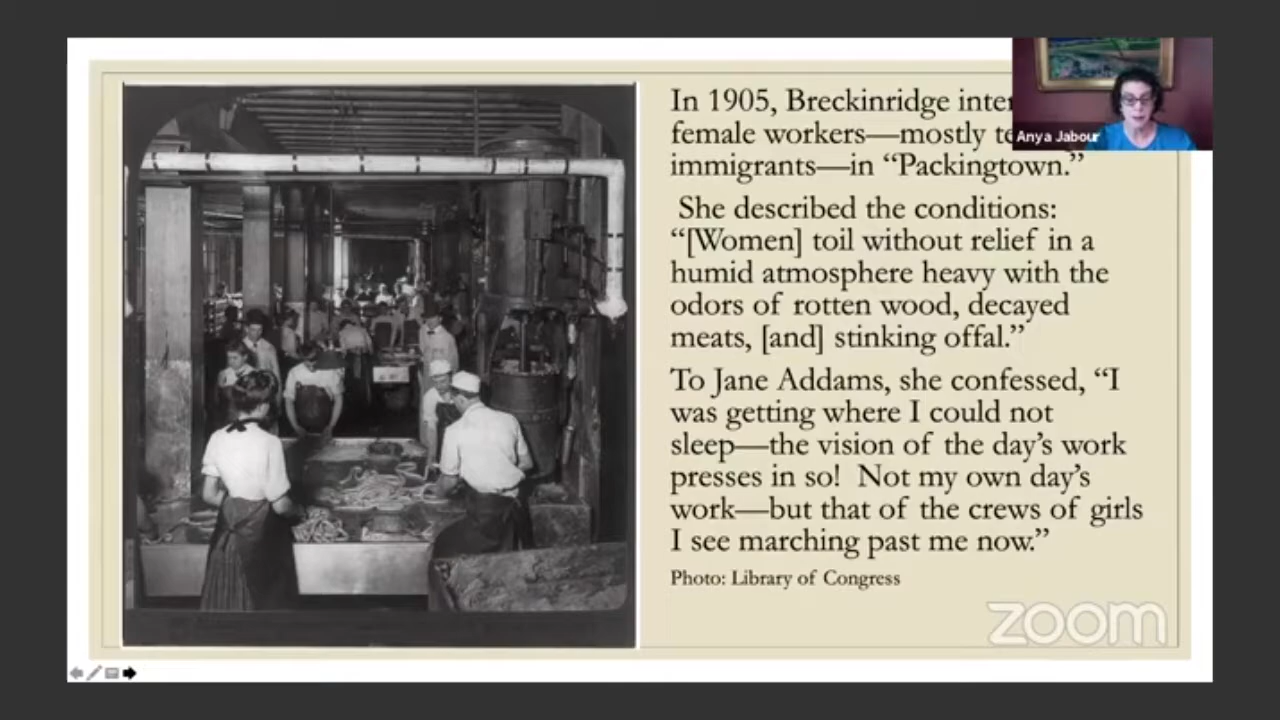 In 1905, Breckinridge
female workers—mostly
immigrants—in “Packingtown.”
She described the conditions:
“[Women] toil without relief in a
humid atmosphere heavy with the
odors of rotten wood, decayed
meats, [and] stinking offal.”
To Jane Addams, she confessed, “I
was getting where I could not
sleep—the vision of the day’s work
presses in so! Not my own day’s
work—but that of the crews of girls
I see marching past me now.”
Photo: Library of Congress
Anya Jabour
zoom